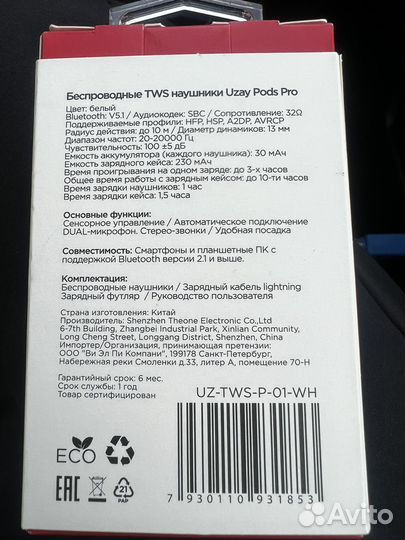 Беспроводные TWS наушники Uzay Pods Pro
Цвет: белый
Bluetooth: V5.1 / Аудиокодек: SBC / Сопротивление: 32Ω
Поддерживаемые профили: HFP, HSP, A2DP, AVRCP
Радиус действия: до 10 м / Диаметр динамиков: 13 мм
Диапазон частот: 20-20000 Гц
Чувствительность: 100 ±5 дБ
Емкость аккумулятора (каждого наушника): 30 мАч
Емкость зарядного кейса: 230 мАч
Время проигрывания на одном заряде: до 3-х часов
Общее время работы с зарядным кейсом: до 10-ти часов
Время зарядки наушников: 1 час
Время зарядки кейса: 1,5 часа
Основные функции:
Сенсорное управление / Автоматическое подключение
DUAL-микрофон. Стерео-звонки / Удобная посадка
Совместимость: Смартфоны и планшетные ПК с
поддержкой Bluetooth версии 2.1 и выше.
Комплектация:
Беспроводные наушники / Зарядный кабель lightning
Зарядный футляр / Руководство пользователя
Страна изготовления: Китай
Производитель: Shenzhen Theone Electronic Co.,Ltd
6-7th Building, Zhangbei Industrial Park, Xinlian Community,
Long Cheng Street, Longgang District, Shenzhen, China
Импортер/Организация, принимающая претензии:
ООО "Ви Эл Пи Компани", 199178 Санкт-Петербург,
Набережная реки Смоленки д.33, литер А, помещение 70-Н
Гарантийный срок: 6 мес.
Срок службы: 1 год
Товар сертифицирован
UZ-TWS-P-01-WH
ECO
EAC
21
PAP
7 930110 931853
Avito